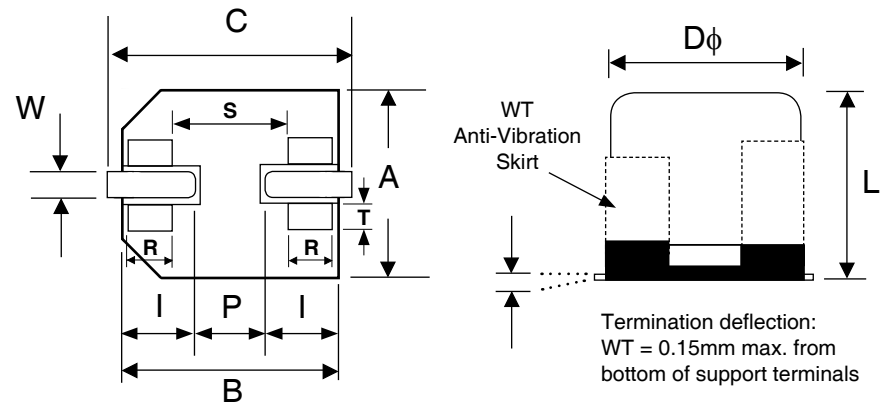 C
W
S
A
T
R
R
I
P
I
B
Dϕ
WT
Anti-Vibration
Skirt
L
Termination deflection:
WT = 0.15mm max. from
bottom of support terminals